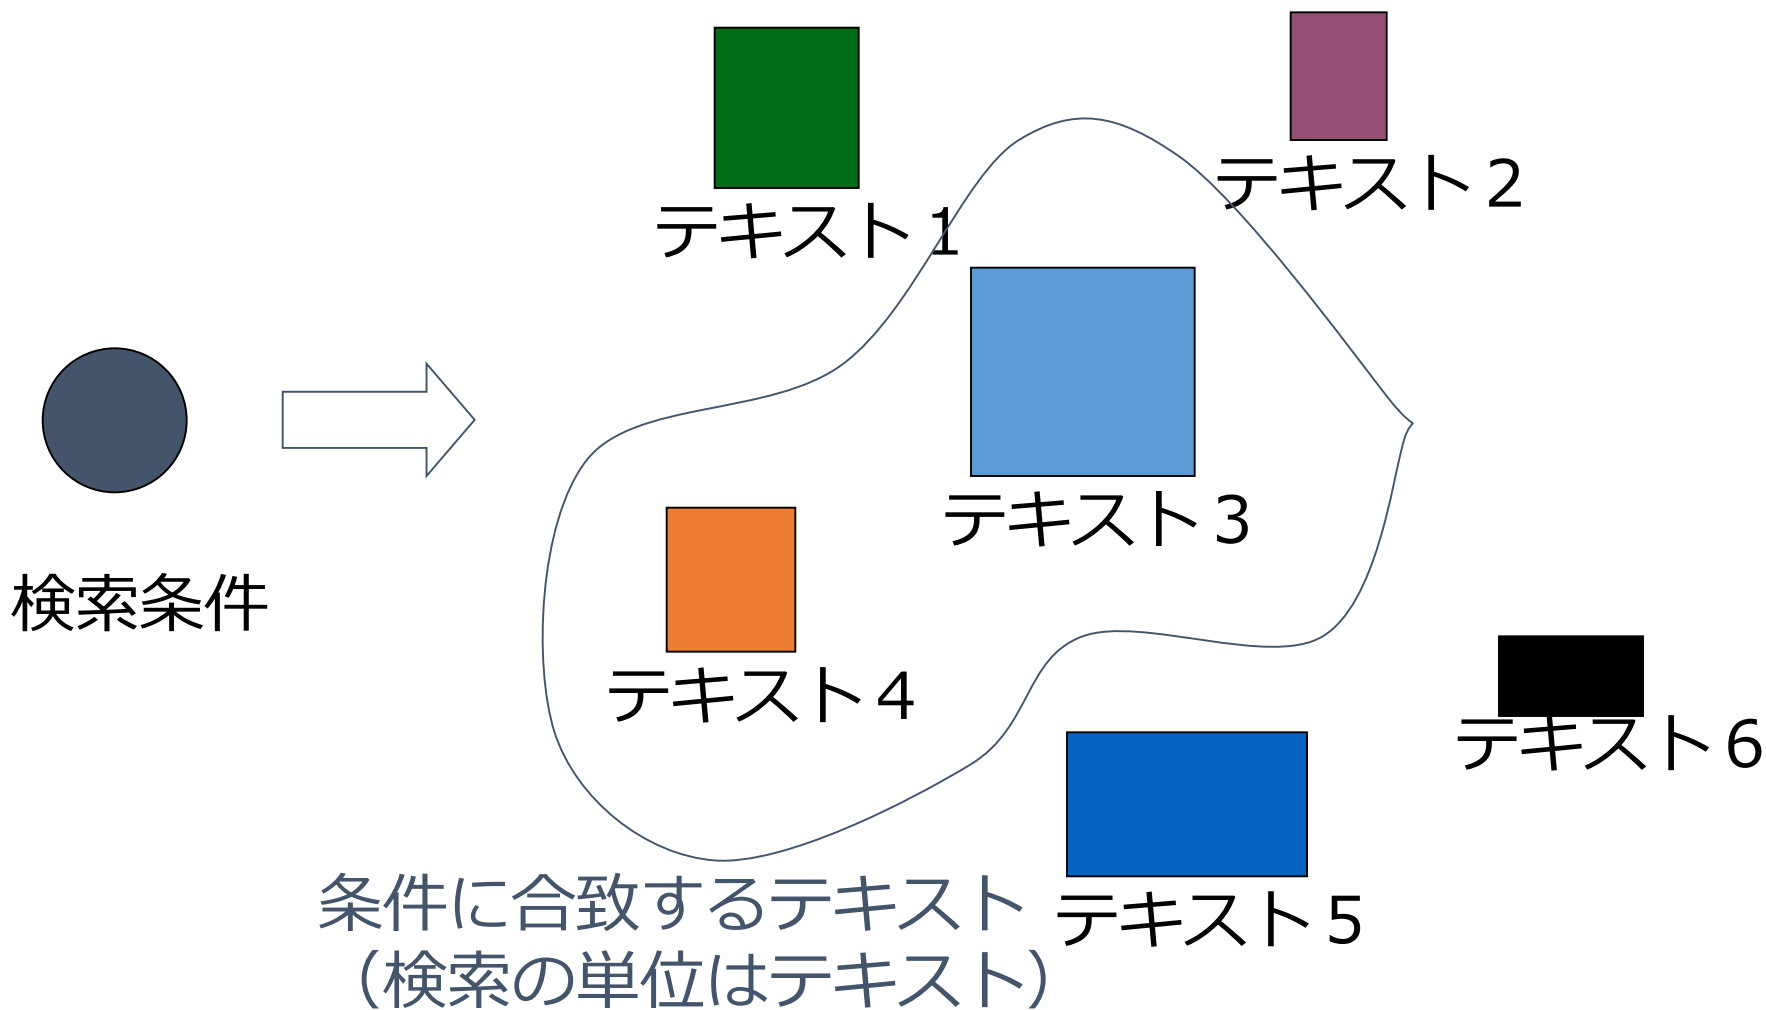 テキスト２
テキスト１
テキスト３
検索条件
テキスト４
テキスト６
条件に合致するテキスト
（検索の単位はテキスト）
テキスト５